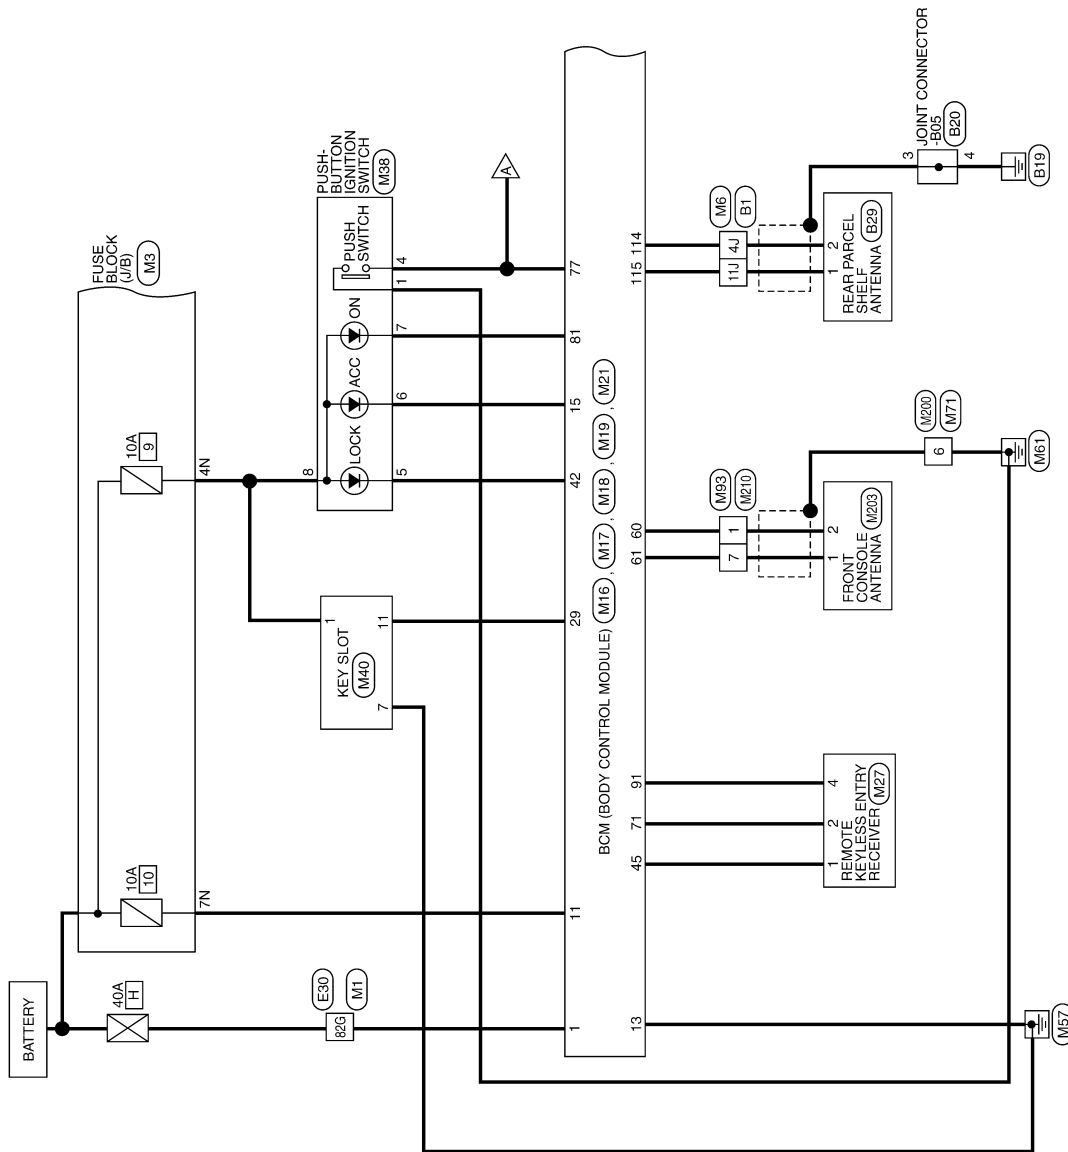 BATTERY
40A
H
E30
82G
M1
1
FUSE
BLOCK
(J/B)
M3
10A
10
7N
11
10A
9
4N
KEY SLOT
M40
1
11
7
29
PUSH-
BUTTON
IGNITION
SWITCH
M38
8
LOCK
ACC
ON
PUSH
SWITCH
5
6
7
1
4
42
15
81
77
A
BCM (BODY CONTROL MODULE) M16 , M17 , M18 , M19 , M21
13
45
71
91
61
60
115
114
M57
1
2
4
REMOTE
KEYLESS ENTRY
RECEIVER M27
M93
M210
7
1
1
2
FRONT
CONSOLE
ANTENNA
M203
M200
M71
6
M61
M6
B1
11J
4J
1
2
REAR PARCEL
SHELF
ANTENNA
B29
JOINT CONNECTOR
-B05
B20
3
4
B19